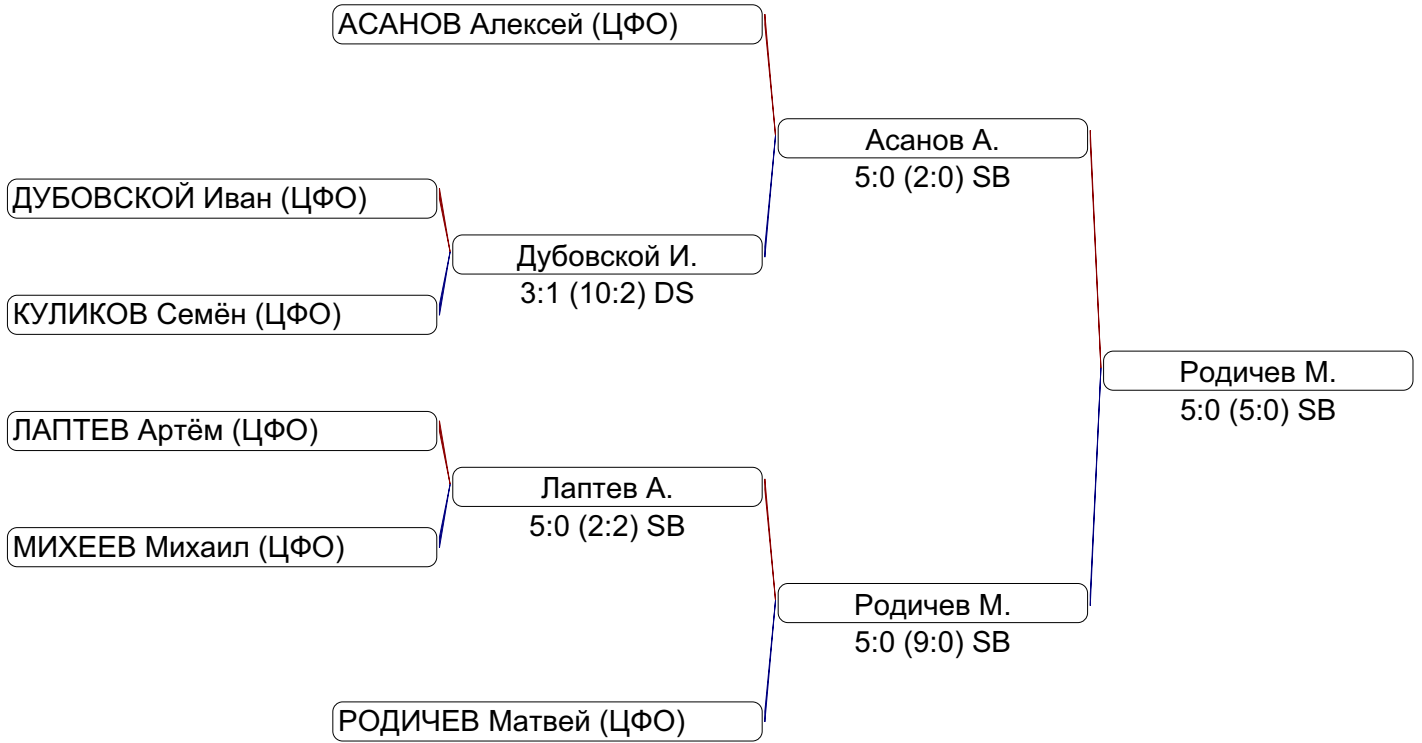 АСАНОВ Алексей (ЦФО)
Асанов А.
5:0 (2:0) SB
ДУБОВСКОЙ Иван (ЦФО)
Дубовской И.
3:1 (10:2) DS
КУЛИКОВ Семён (ЦФО)
Родичев М.
5:0 (5:0) SB
ЛАПТЕВ Артём (ЦФО)
Лаптев А.
5:0 (2:2) SB
МИХЕЕВ Михаил (ЦФО)
Родичев М.
5:0 (9:0) SB
РОДИЧЕВ Матвей (ЦФО)